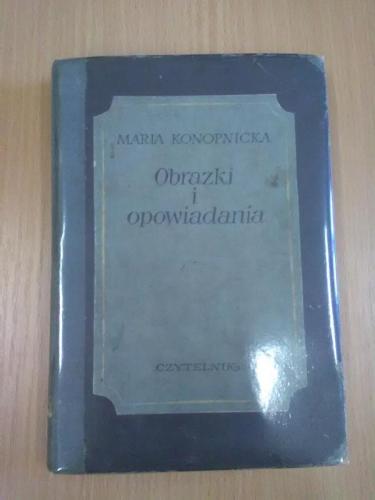 MARIA KONOPNICKA
Obrazki
i
opowiadania
CZYTELNIK